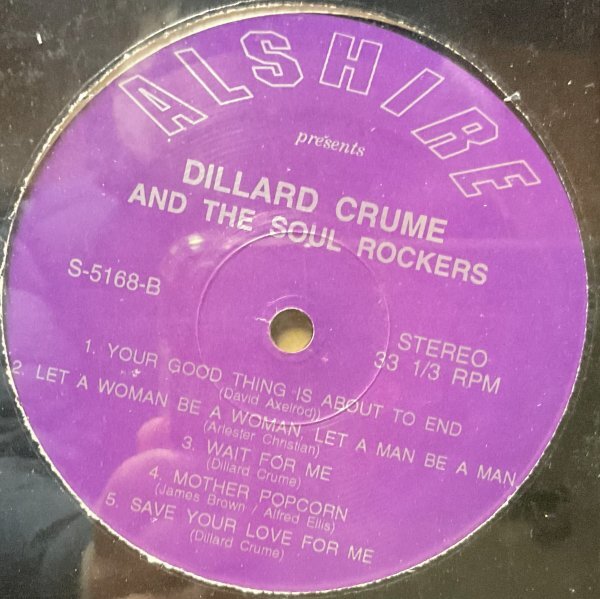 ALSHIRE
presents
DILLARD CRUME
AND THE SOUL ROCKERS
S-5168-B
STEREO
33 1/3 RPM
1. YOUR GOOD THING IS ABOUT TO END
(David Axelrod)
2. LET A WOMAN BE A WOMAN, LET A MAN BE A MAN
(Arlester Christian)
3. WAIT FOR ME
(Dillard Crume)
4. MOTHER POPCORN
(James Brown / Alfred Ellis)
5. SAVE YOUR LOVE FOR ME
(Dillard Crume)